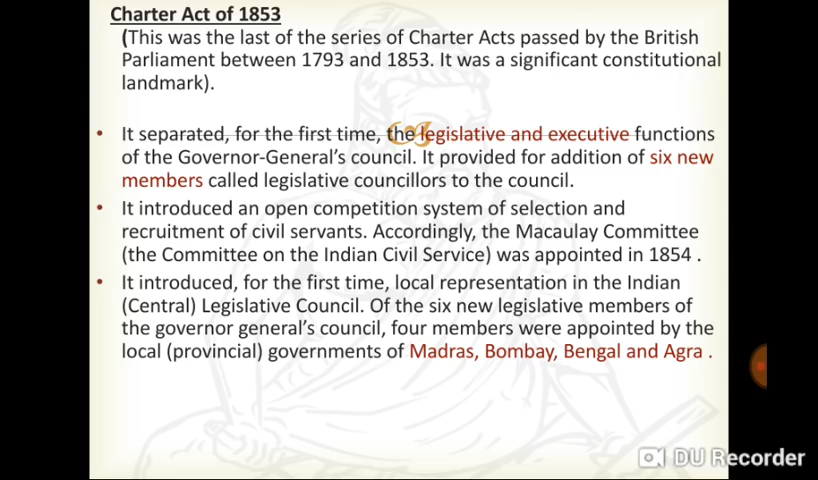 Charter Act of 1853
(This was the last of the series of Charter Acts passed by the British
Parliament between 1793 and 1853. It was a significant constitutional
landmark).
• It separated, for the first time, the legislative and executive functions
of the Governor-General's council. It provided for addition of six new
members called legislative councillors to the council.
• It introduced an open competition system of selection and
recruitment of civil servants. Accordingly, the Macaulay Committee
(the Committee on the Indian Civil Service) was appointed in 1854 .
• It introduced, for the first time, local representation in the Indian
(Central) Legislative Council. Of the six new legislative members of
the governor general's council, four members were appointed by the
local (provincial) governments of Madras, Bombay, Bengal and Agra .
DU Recorder